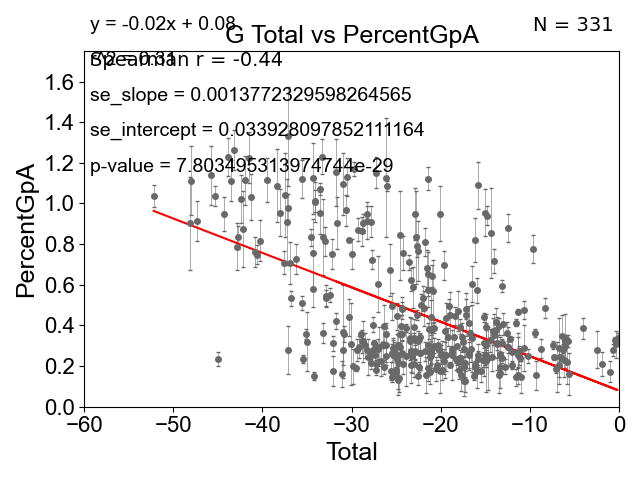 y = -0.02x + 0.08
N = 331
G Total vs PercentGpA
Spearman r = -0.44
se_slope = 0.0013772329598264565
se_intercept = 0.033928097852111164
p-value = 7.803495313974744e-29
PercentGpA
1.6
1.4
1.2
1.0
0.8
0.6
0.4
0.2
0.0
−60 −50 −40 −30 −20 −10 0
Total